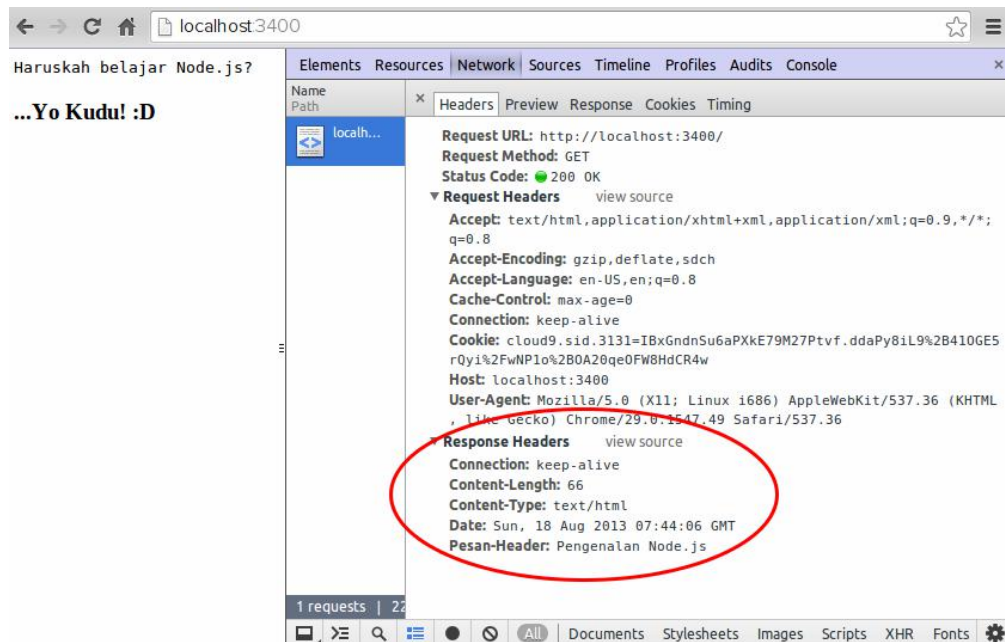 localhost:3400
Haruskah belajar Node.js?
...Yo Kudu! :D
Elements Resources Network Sources Timeline Profiles Audits Console
Name
Path
Headers Preview Response Cookies Timing
localh...
Request URL: http://localhost:3400/
Request Method: GET
Status Code: 200 OK
Request Headers view source
Accept: text/html,application/xhtml+xml,application/xml;q=0.9,*/*;
q=0.8
Accept-Encoding: gzip,deflate,sdch
Accept-Language: en-US,en;q=0.8
Cache-Control: max-age=0
Connection: keep-alive
Cookie: cloud9.sid.3131=IBxGndnSu6aPXkE79M27Ptvf.ddaPy8iL9%2B41OGE5
rQyi%2FwNP1o%2BOA20qeOFW8HdCR4w
Host: localhost:3400
User-Agent: Mozilla/5.0 (X11; Linux i686) AppleWebKit/537.36 (KHTML
, like Gecko) Chrome/29.0.1547.49 Safari/537.36
Response Headers view source
Connection: keep-alive
Content-Length: 66
Content-Type: text/html
Date: Sun, 18 Aug 2013 07:44:06 GMT
Pesan-Header: Pengenalan Node.js
1 requests | 22
All Documents Stylesheets Images Scripts XHR Fonts